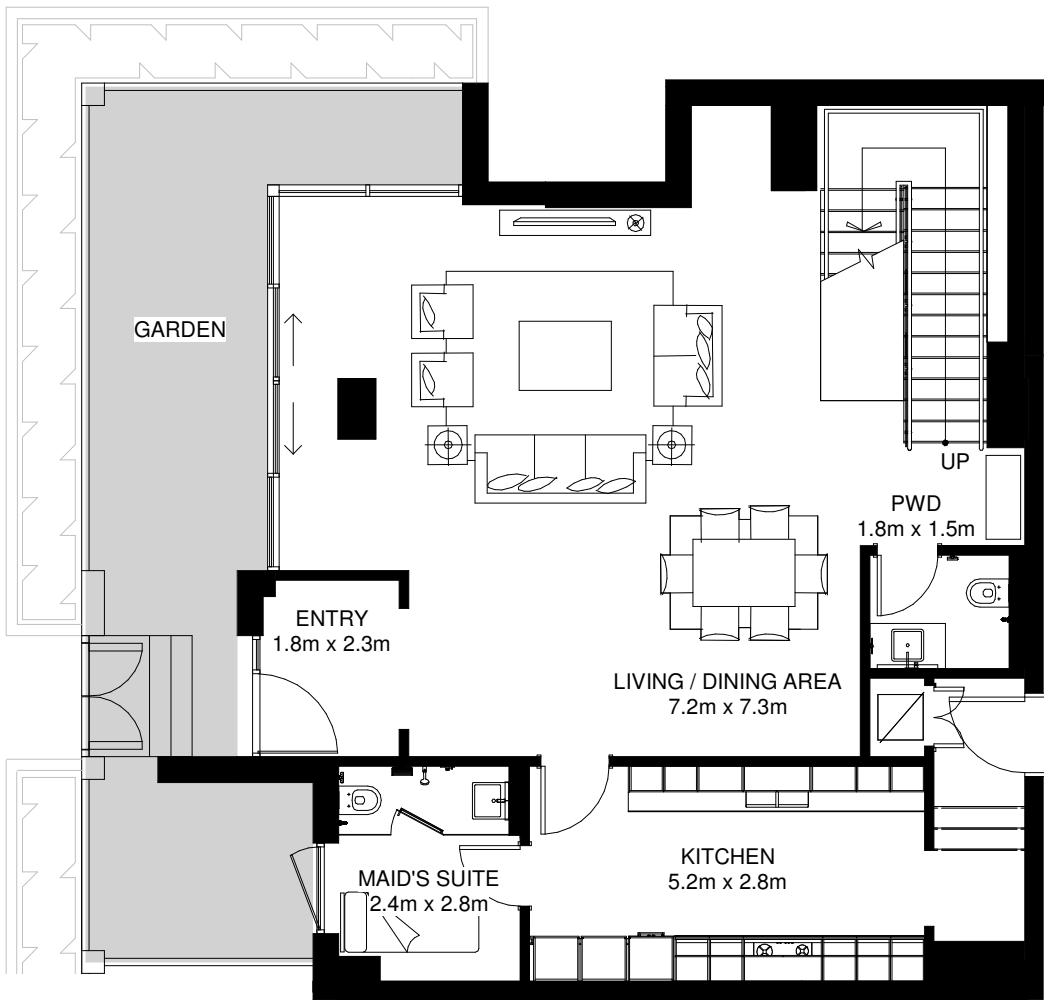 GARDEN
UP
PWD
1.8m x 1.5m
ENTRY
1.8m x 2.3m
LIVING / DINING AREA
7.2m x 7.3m
KITCHEN
5.2m x 2.8m
MAID'S SUITE
2.4m x 2.8m